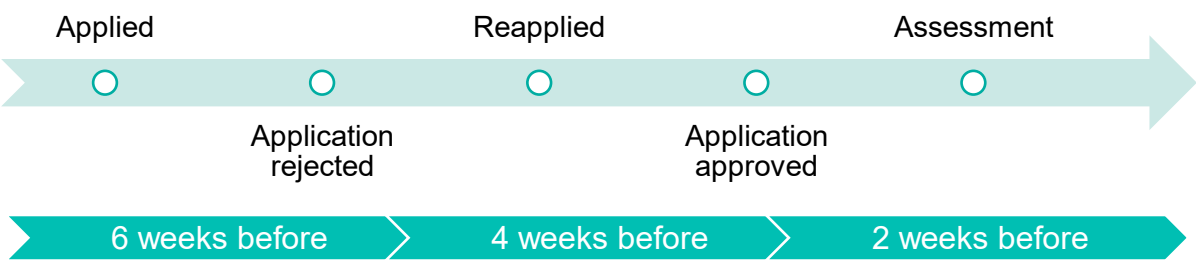 Applied
Reapplied
Assessment
Application
rejected
Application
approved
6 weeks before
4 weeks before
2 weeks before